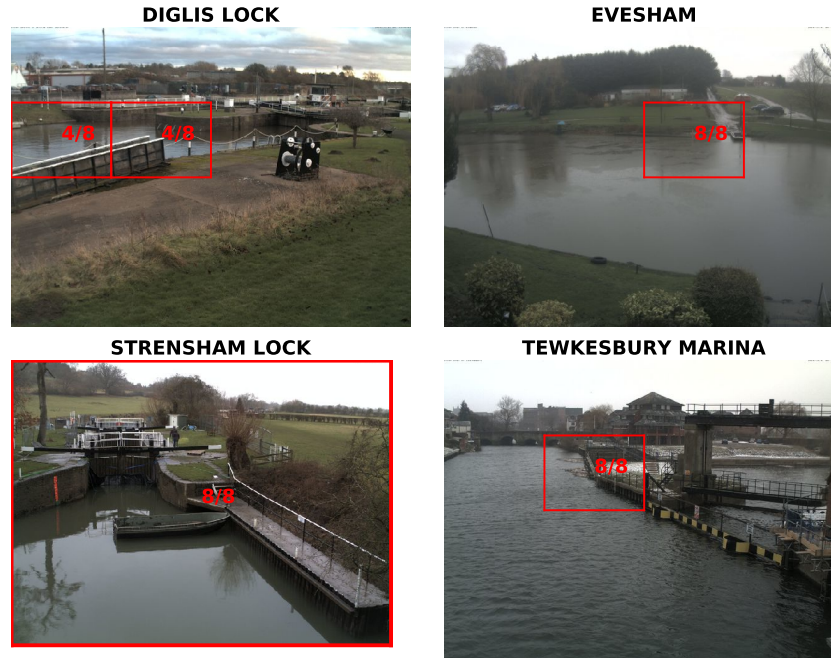 DIGLIS LOCK
EVESHAM
4/8 4/8
8/8
STRENSHAM LOCK
TEWKESBURY MARINA
8/8
8/8